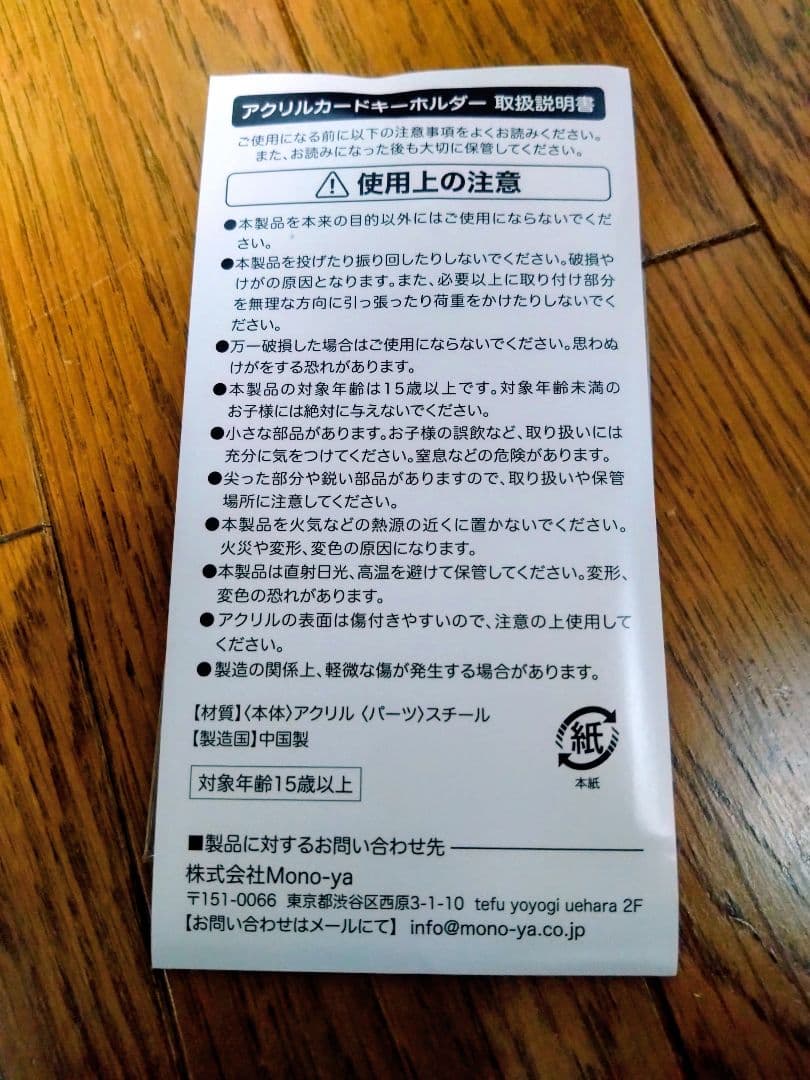 アクリルカードキーホルダー 取扱説明書
ご使用になる前に以下の注意事項をよくお読みください。
また、お読みになった後も大切に保管してください。
使用上の注意
●本製品を本来の目的以外にはご使用にならないでくだ
さい。
●本製品を投げたり振り回したりしないでください。破損や
けがの原因となります。また、必要以上に取り付け部分
を無理な方向に引っ張ったり荷重をかけたりしないでく
ださい。
●万一破損した場合はご使用にならないでください。思わぬ
けがをする恐れがあります。
●本製品の対象年齢は15歳以上です。対象年齢未満の
お子様には絶対に与えないでください。
●小さな部品があります。お子様の誤飲など、取り扱いには
充分に気をつけてください。窒息などの危険があります。
●尖った部分や鋭い部品がありますので、取り扱いや保管
場所に注意してください。
●本製品を火気などの熱源の近くに置かないでください。
火災や変形、変色の原因になります。
●本製品は直射日光、高温を避けて保管してください。変形、
変色の恐れがあります。
●アクリルの表面は傷付きやすいので、注意の上使用して
ください。
●製造の関係上、軽微な傷が発生する場合があります。
【材質】〈本体〉アクリル 〈パーツ〉スチール
【製造国】中国製
紙
本紙
対象年齢15歳以上
■製品に対するお問い合わせ先
株式会社Mono-ya
〒151-0066 東京都渋谷区西原3-1-10 tefu yoyogi uehara 2F
【お問い合わせはメールにて】 info@mono-ya.co.jp